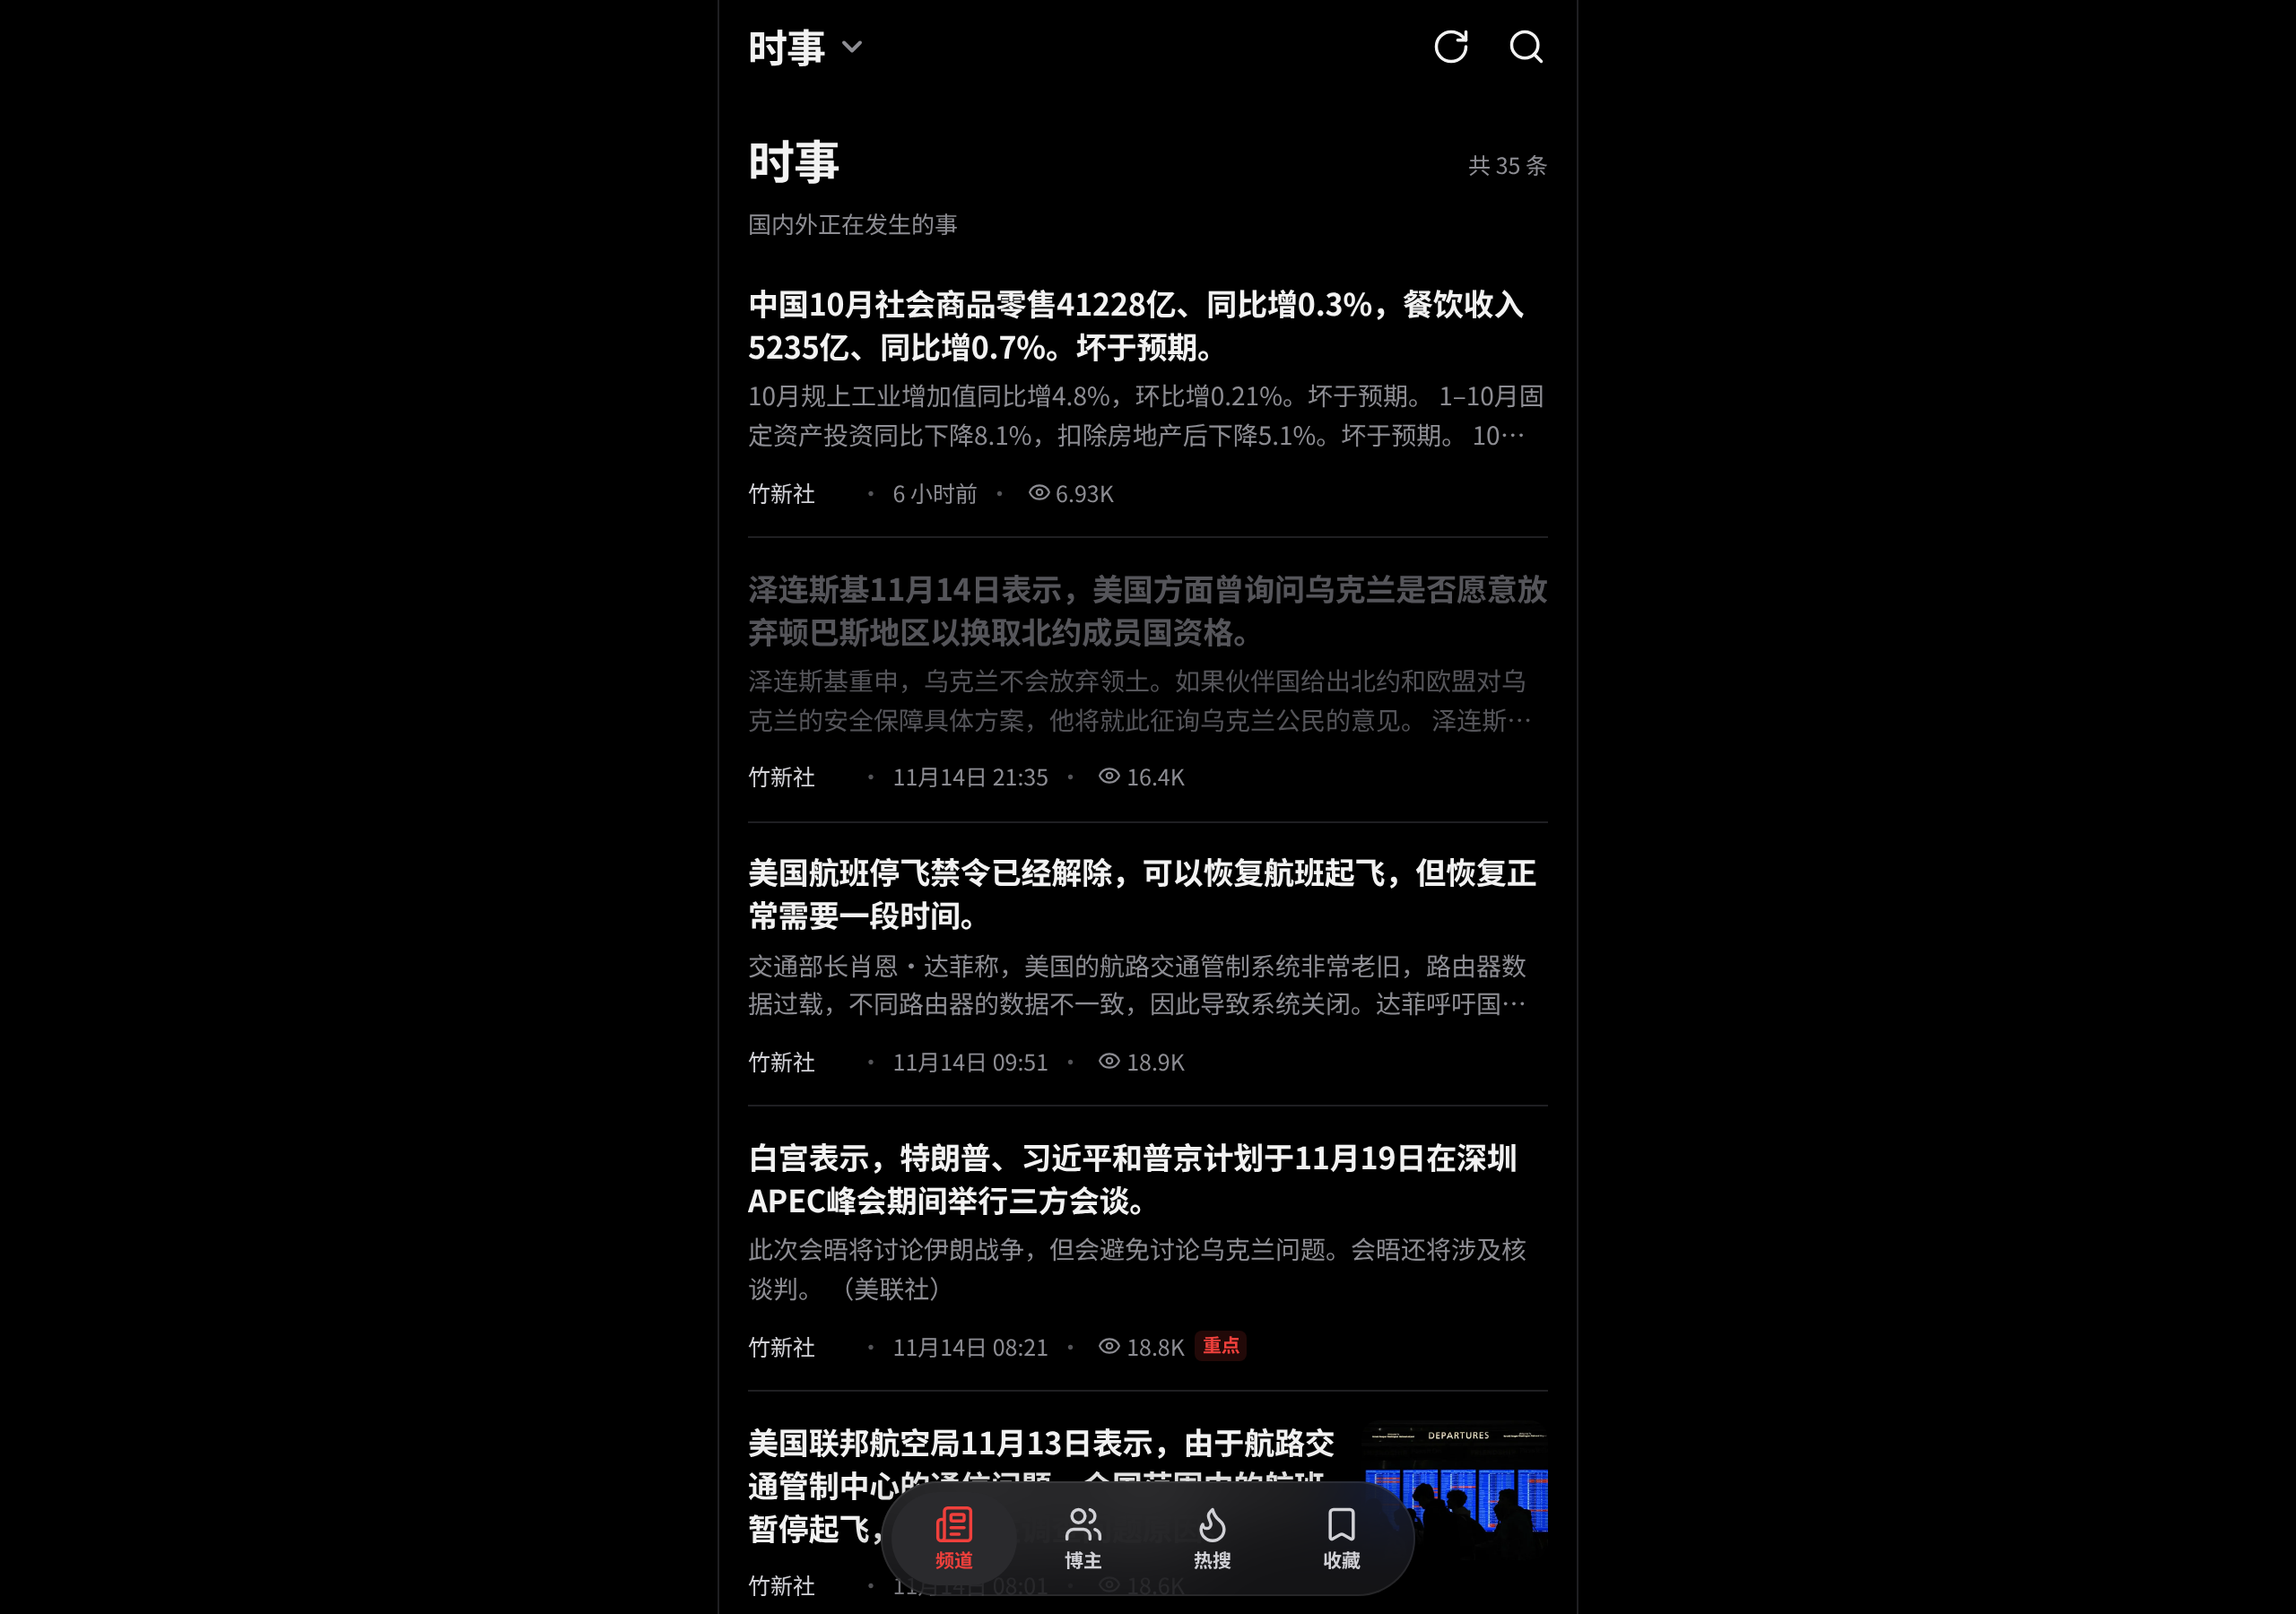 时事
时事
共 35 条
国内外正在发生的事
中国10月社会商品零售41228亿、同比增0.3%，餐饮收入
5235亿、同比增0.7%。坏于预期。
10月规上工业增加值同比增4.8%，环比增0.21%。坏于预期。 1–10月固
定资产投资同比下降8.1%，扣除房地产后下降5.1%。坏于预期。 10…
竹新社 · 6 小时前 · 6.93K
泽连斯基11月14日表示，美国方面曾询问乌克兰是否愿意放
弃顿巴斯地区以换取北约成员国资格。
泽连斯基重申，乌克兰不会放弃领土。如果伙伴国给出北约和欧盟对乌
克兰的安全保障具体方案，他将就此征询乌克兰公民的意见。 泽连斯…
竹新社 · 11月14日 21:35 · 16.4K
美国航班停飞禁令已经解除，可以恢复航班起飞，但恢复正
常需要一段时间。
交通部长肖恩·达菲称，美国的航路交通管制系统非常老旧，路由器数
据过载，不同路由器的数据不一致，因此导致系统关闭。达菲呼吁国…
竹新社 · 11月14日 09:51 · 18.9K
白宫表示，特朗普、习近平和普京计划于11月19日在深圳
APEC峰会期间举行三方会谈。
此次会晤将讨论伊朗战争，但会避免讨论乌克兰问题。会晤还将涉及核
谈判。 （美联社）
竹新社 · 11月14日 08:21 · 18.8K 重点
美国联邦航空局11月13日表示，由于航路交
通管制中心的通信问题，全国范围内的航班
暂停起飞，
DEPARTURES
竹新社 · 11月14日 08:01 · 18.6K
频道 博主 热搜 收藏